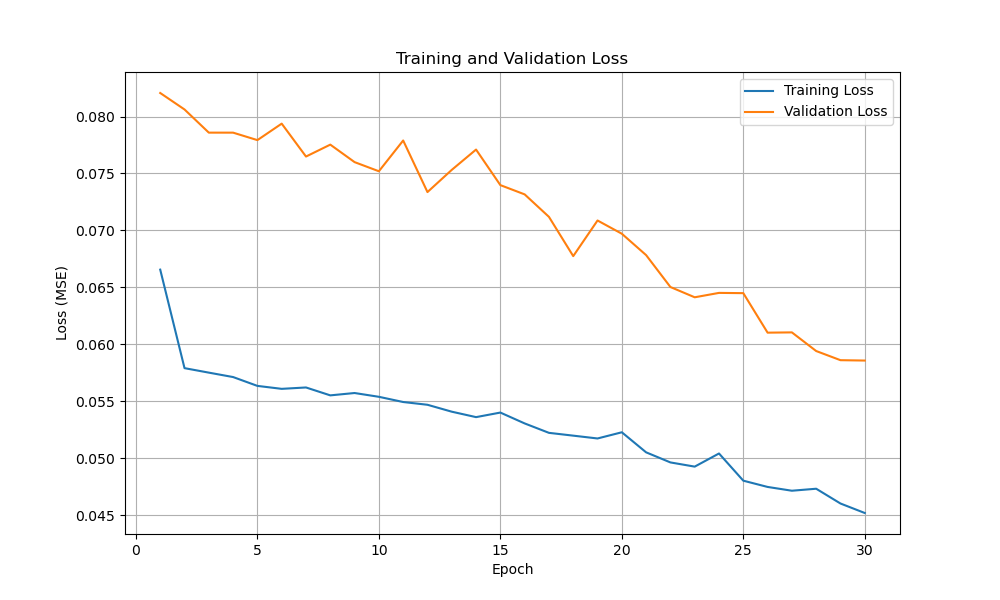 Training and Validation Loss
Training Loss
Validation Loss
0.080
0.075
0.070
0.065
0.060
0.055
0.050
0.045
Loss (MSE)
0 5 10 15 20 25 30
Epoch